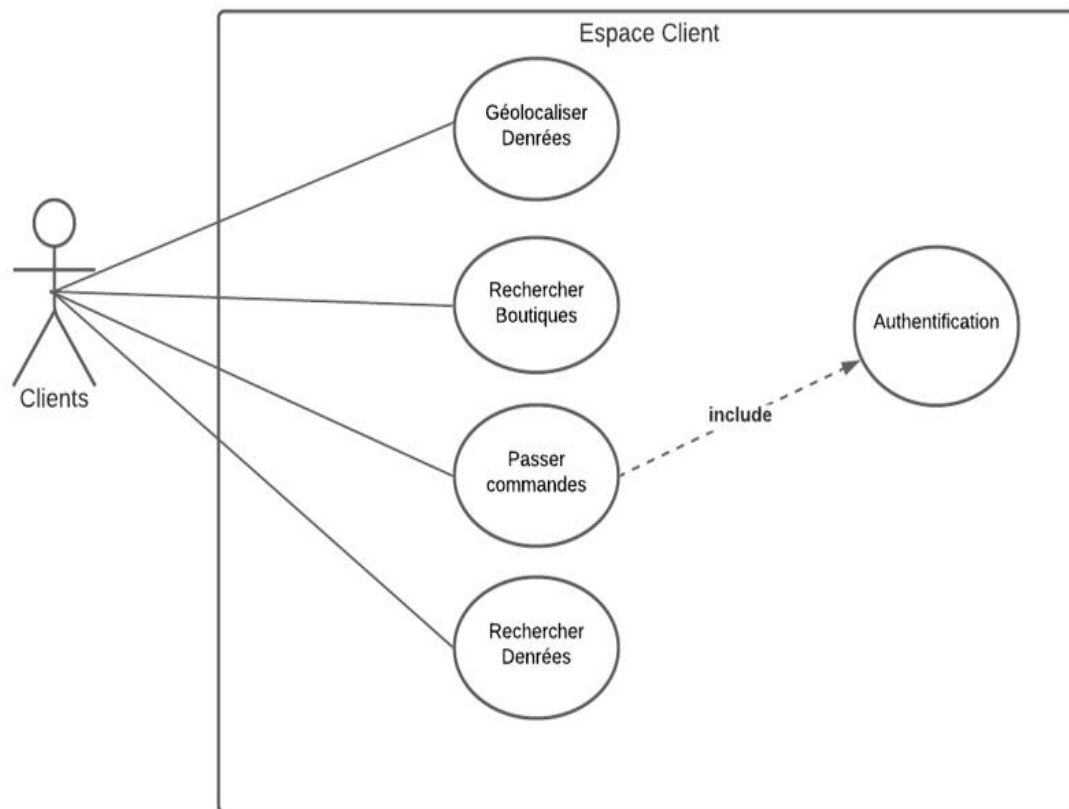 Espace Client
Géolocaliser
Denrées
Rechercher
Boutiques
Authentification
Clients
include
Passer
commandes
Rechercher
Denrées